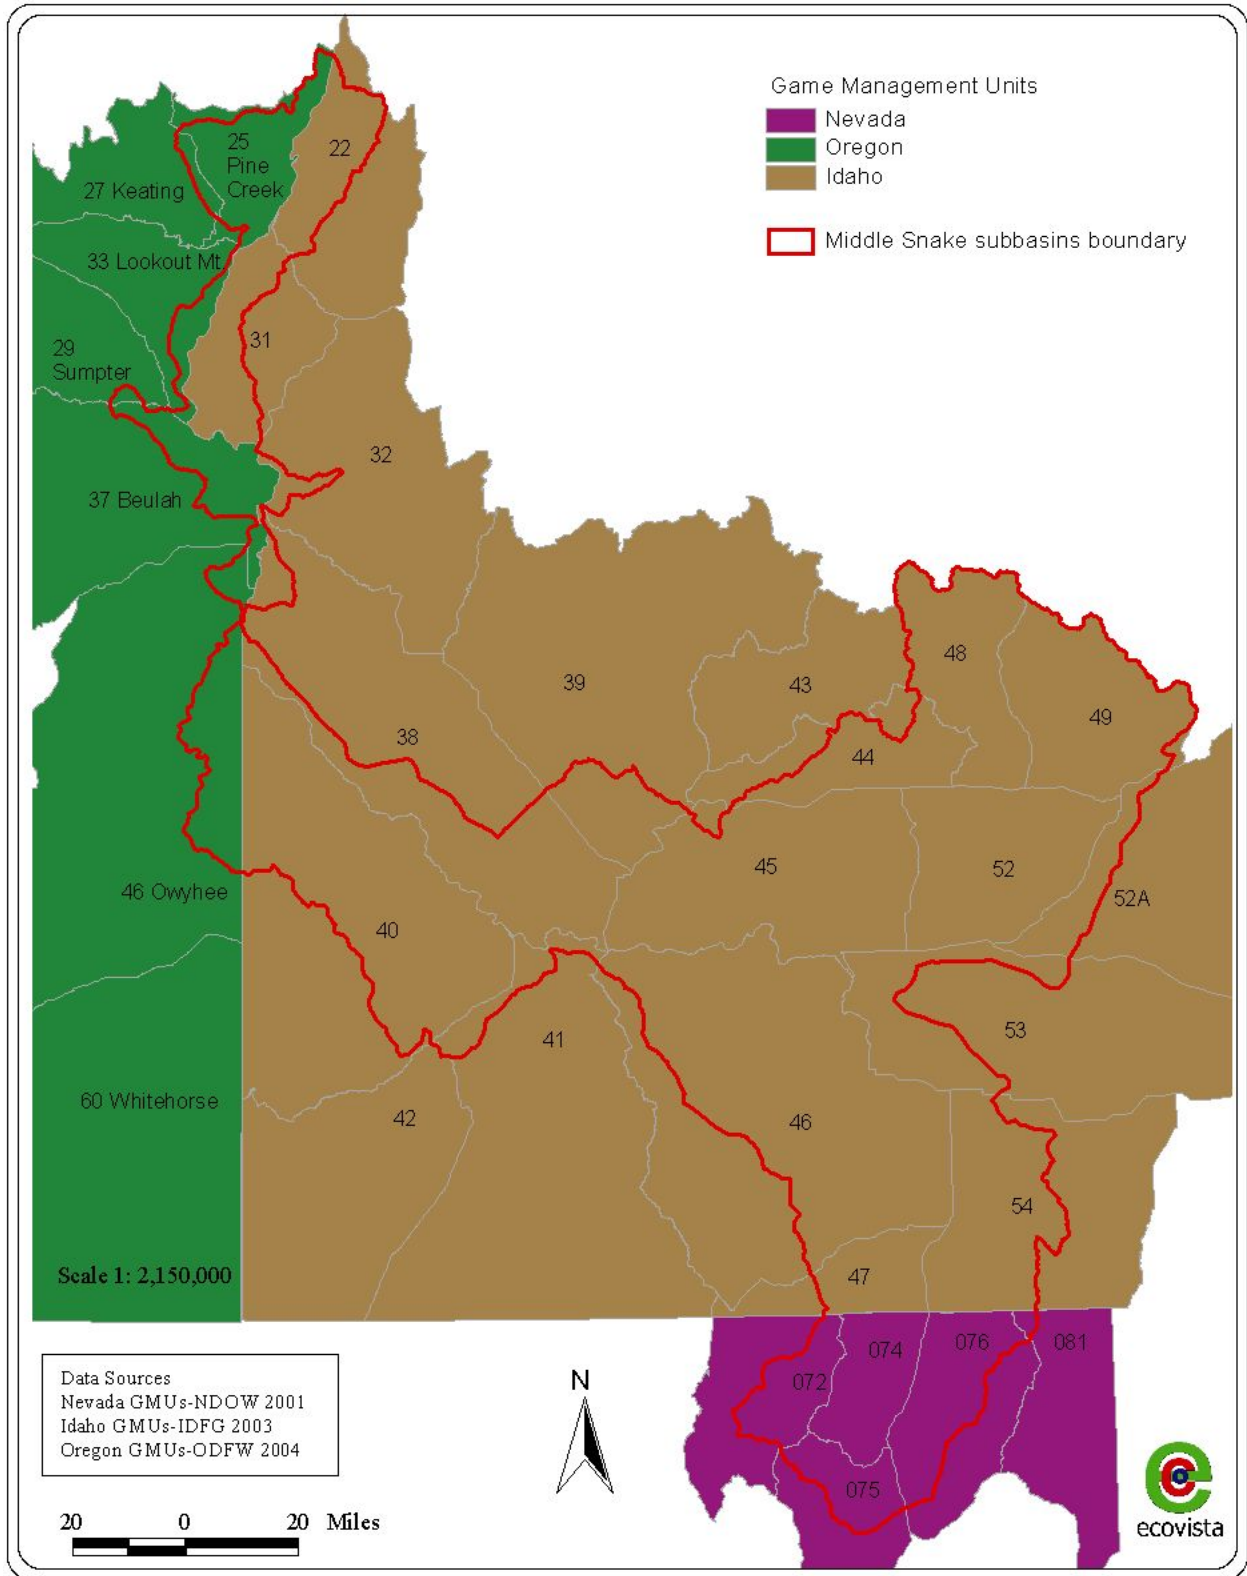 Game Management Units
Nevada
Oregon
Idaho
Middle Snake subbasins boundary
25
Pine
Creek
22
27 Keating
33 Lookout Mt.
31
29
Sumpter
32
37 Beulah
48
39
43
49
38
44
45
52
46 Owyhee
52A
40
53
41
60 Whitehorse
42
46
54
Scale 1: 2,150,000
47
074
076
081
072
075
Data Sources
Nevada GMUs-NDOW 2001
Idaho GMUs-IDFG 2003
Oregon GMUs-ODFW 2004
N
20 0 20 Miles
ecovista